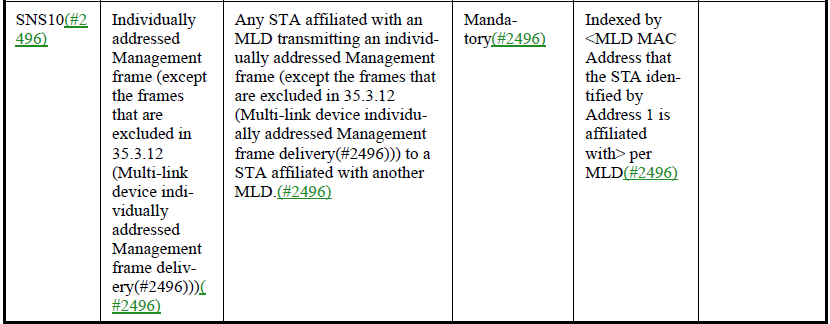 SNS10(#2
496)
Individually
addressed
Management
frame (except
the frames
that are
excluded in
35.3.12
(Multi-link
device indi-
vidually
addressed
Management
frame deliv-
ery(#2496)))(
#2496)
Any STA affiliated with an
MLD transmitting an individ-
ually addressed Management
frame (except the frames that
are excluded in 35.3.12
(Multi-link device individu-
ally addressed Management
frame delivery(#2496))) to a
STA affiliated with another
MLD.(#2496)
Manda-
tory(#2496)
Indexed by
<MLD MAC
Address that
the STA iden-
tified by
Address 1 is
affiliated
with> per
MLD(#2496)